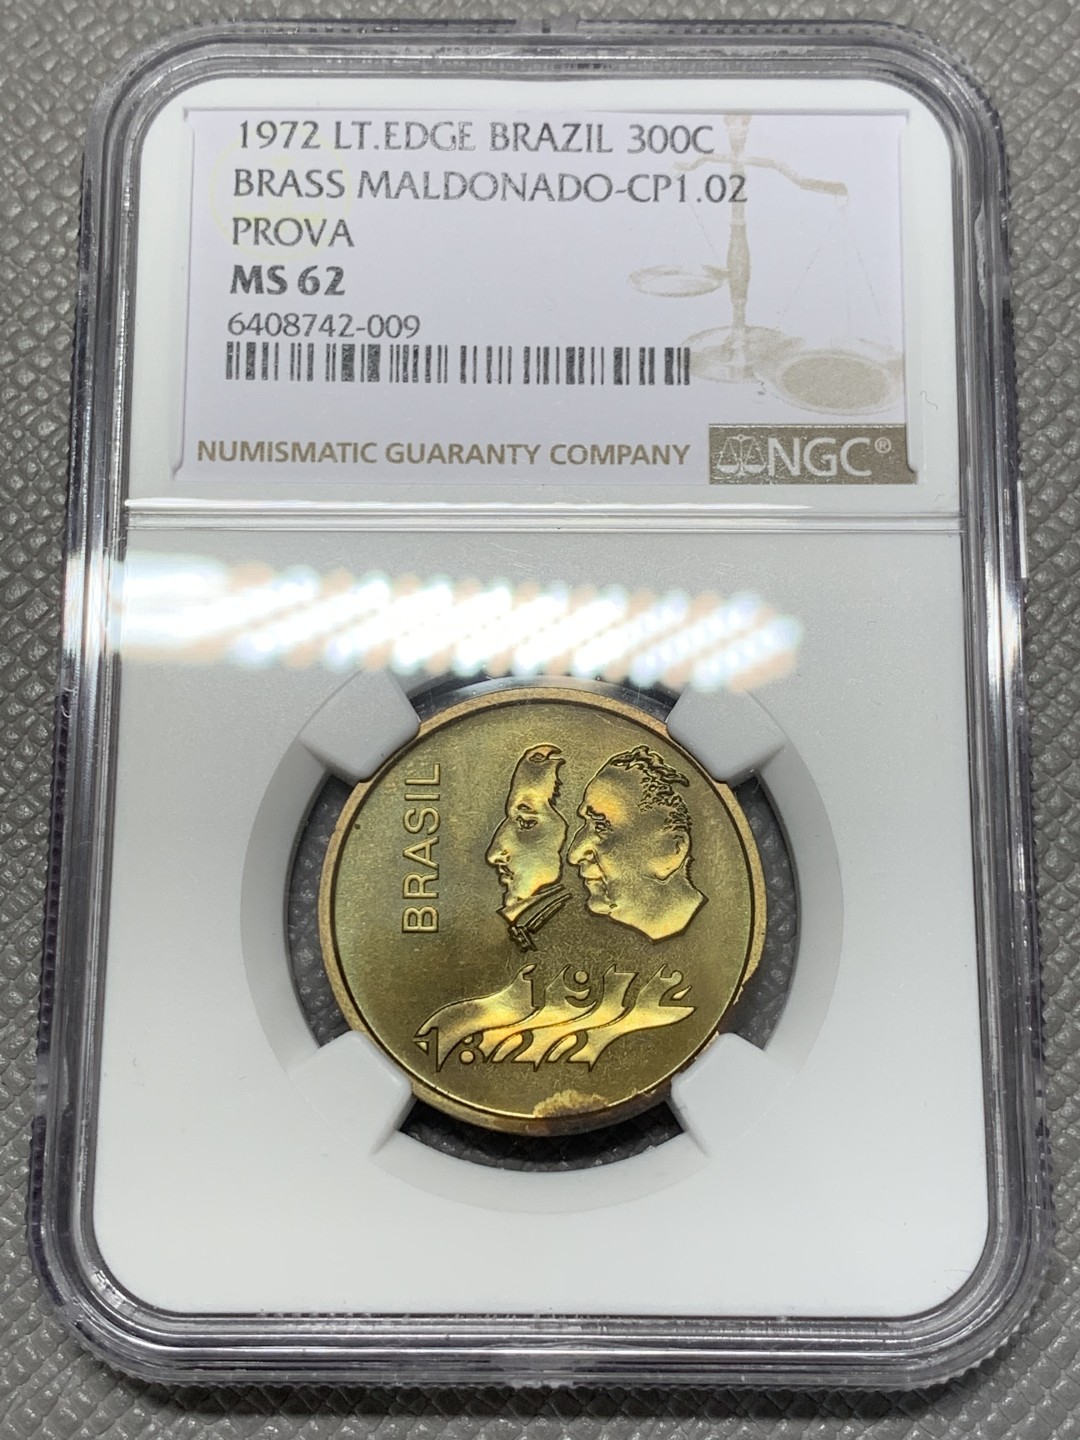 1972 LT.EDGE BRAZIL 300C
BRASS MALDONADO-CP1.02
PROVA
MS 62
6408742-009
NUMISMATIC GUARANTY COMPANY
NGC®
BRASIL
1972
1822